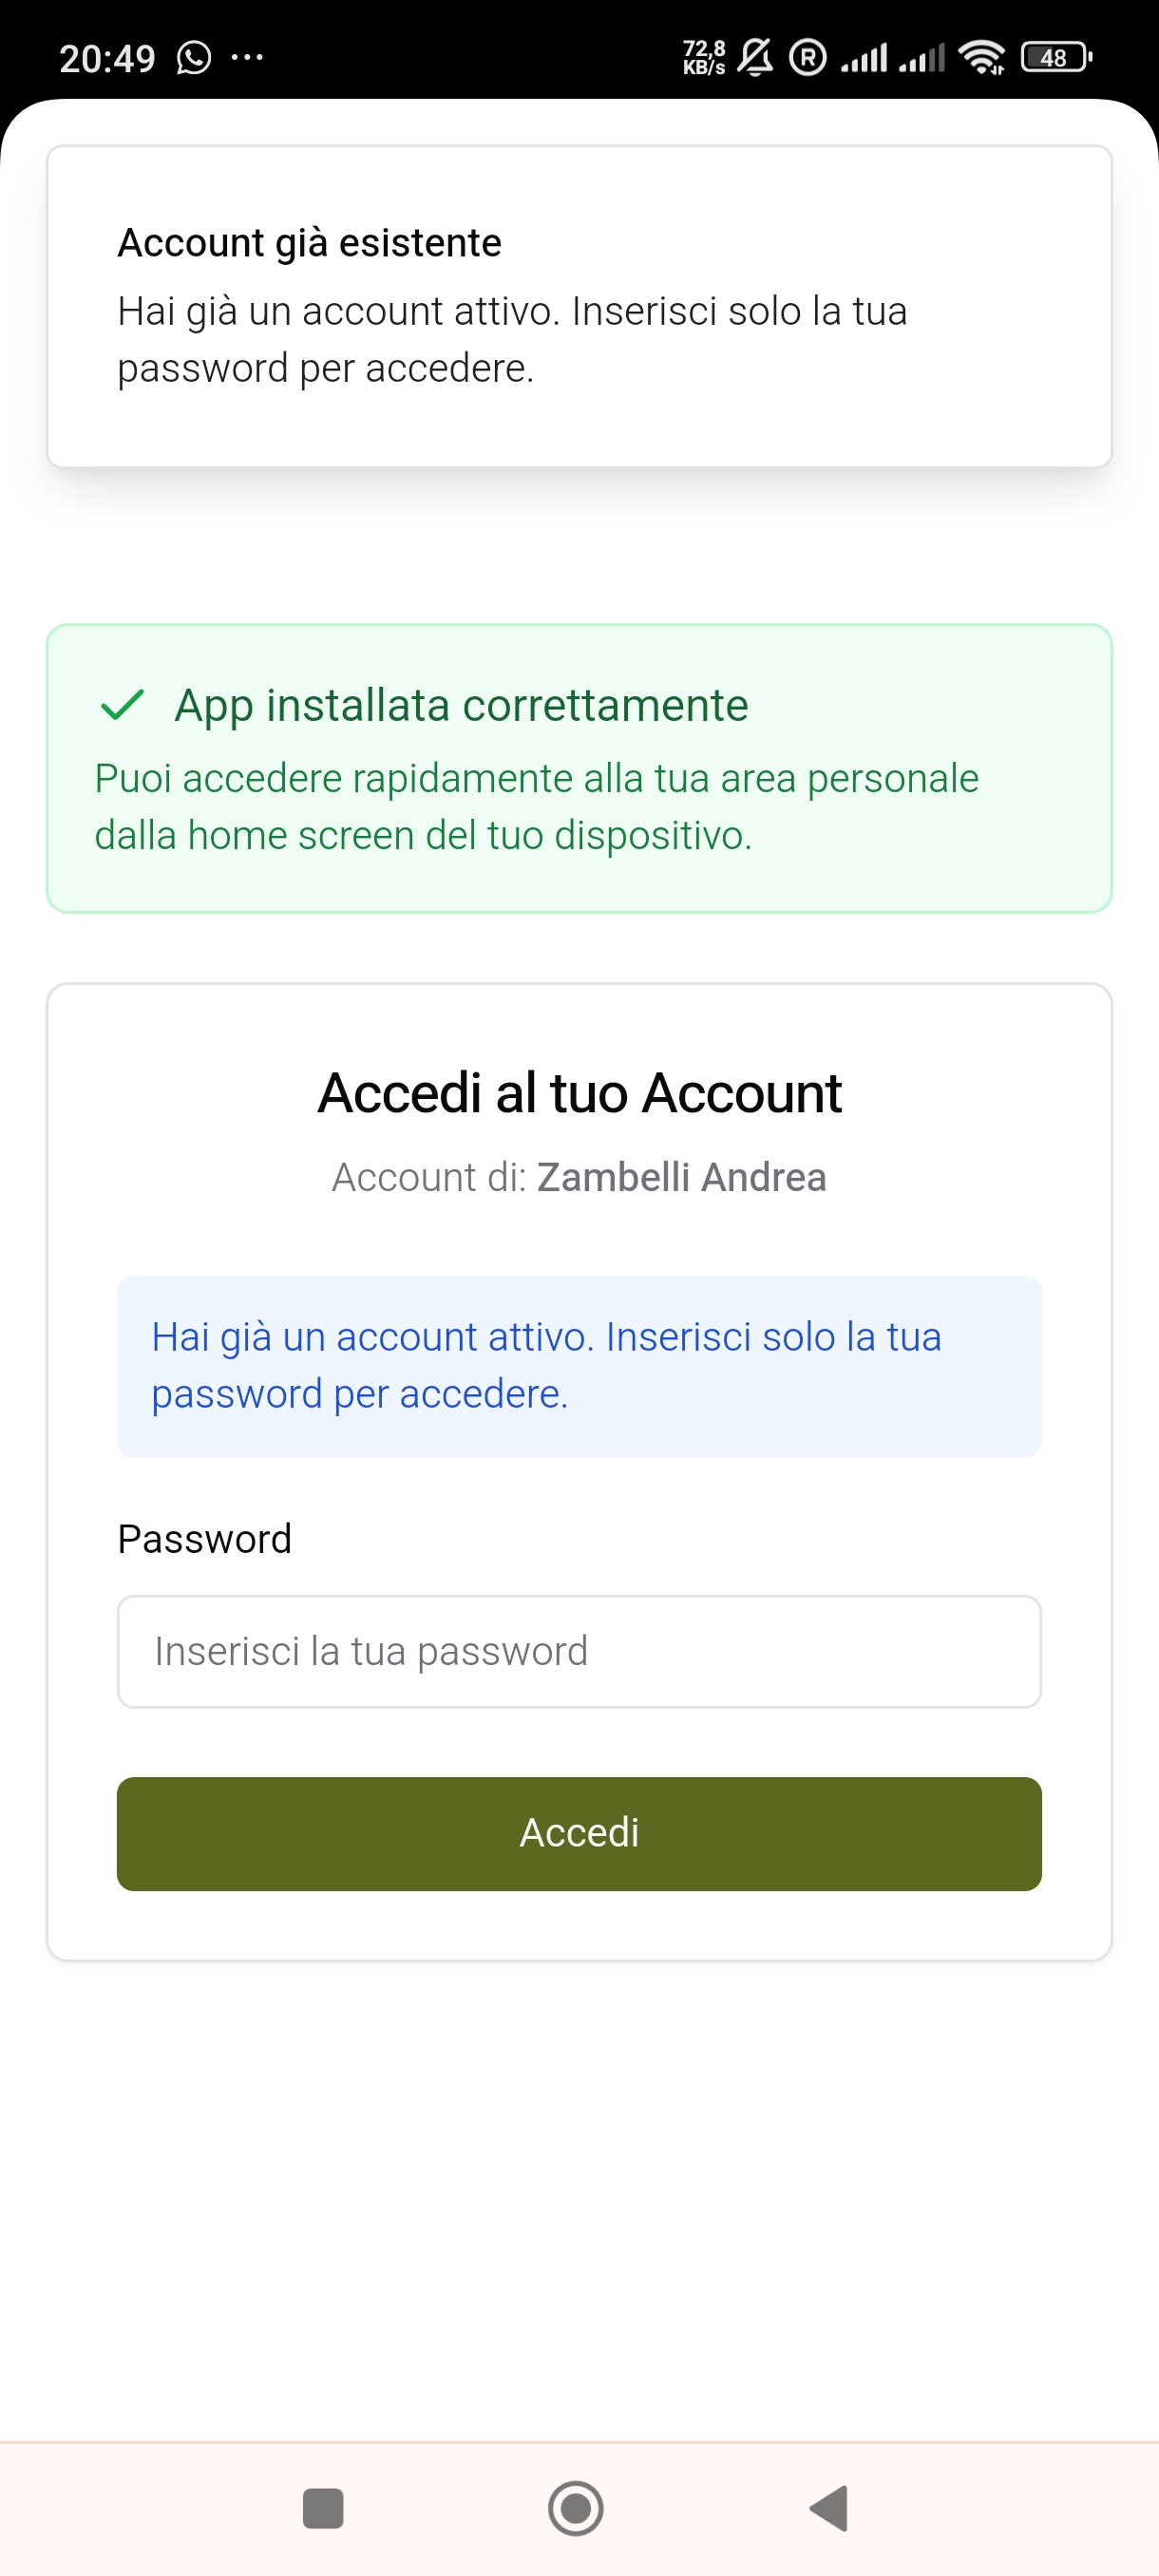 20:49
72,8
KB/s
R
48
Account già esistente
Hai già un account attivo. Inserisci solo la tua
password per accedere.
App installata correttamente
Puoi accedere rapidamente alla tua area personale
dalla home screen del tuo dispositivo.
Accedi al tuo Account
Account di: Zambelli Andrea
Hai già un account attivo. Inserisci solo la tua
password per accedere.
Password
Inserisci la tua password
Accedi